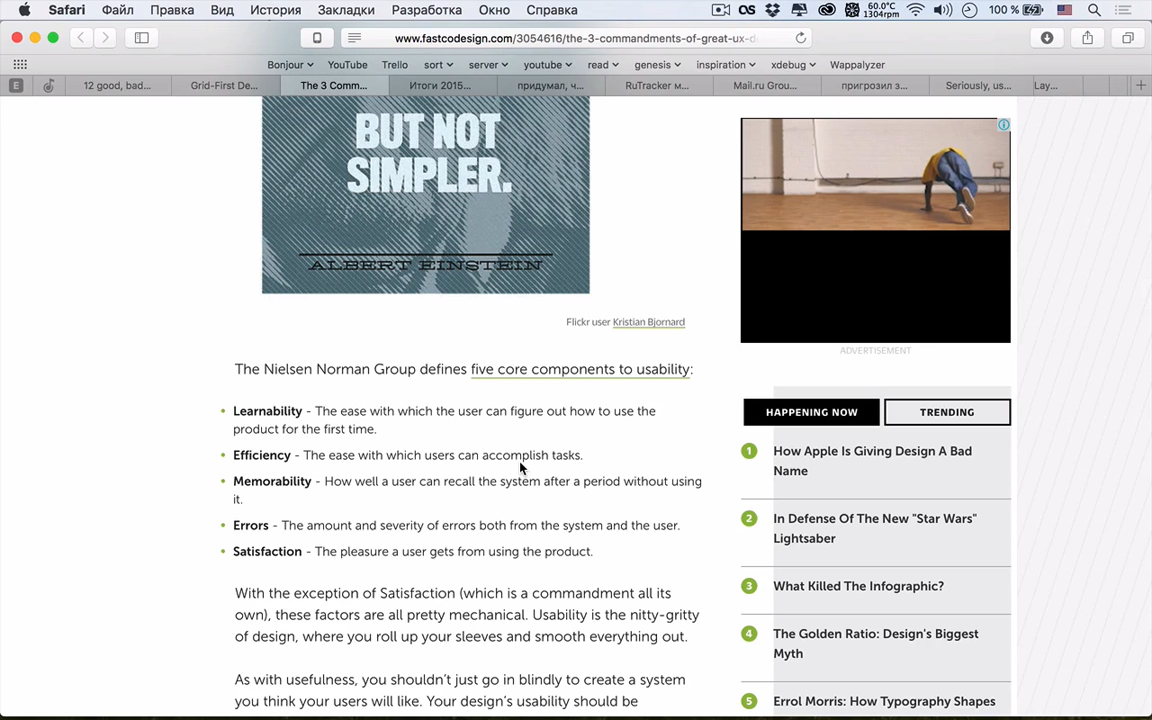 Safari Файл Правка Вид История Закладки Разработка Окно Справка 60.0°C 1304rpm 100 %
www.fastcodesign.com/3054616/the-3-commandments-of-great-ux-d
Bonjour YouTube Trello sort server youtube read genesis inspiration xdebug Wappalyzer
E 12 good, bad... Grid-First De... The 3 Comm... Итоги 2015... придумал, ч... RuTracker м... Mail.ru Grou... пригрозил з... Seriously, us... Lay...
BUT NOT
SIMPLER.
ALBERT EINSTEIN
Flickr user Kristian Bjornard
The Nielsen Norman Group defines five core components to usability:
• Learnability - The ease with which the user can figure out how to use the
product for the first time.
• Efficiency - The ease with which users can accomplish tasks.
• Memorability - How well a user can recall the system after a period without using
it.
• Errors - The amount and severity of errors both from the system and the user.
• Satisfaction - The pleasure a user gets from using the product.
With the exception of Satisfaction (which is a commandment all its
own), these factors are all pretty mechanical. Usability is the nitty-gritty
of design, where you roll up your sleeves and smooth everything out.
As with usefulness, you shouldn't just go in blindly to create a system
you think your users will like. Your design's usability should be
ADVERTISEMENT
HAPPENING NOW TRENDING
1 How Apple Is Giving Design A Bad
Name
2 In Defense Of The New "Star Wars"
Lightsaber
3 What Killed The Infographic?
4 The Golden Ratio: Design's Biggest
Myth
5 Errol Morris: How Typography Shapes